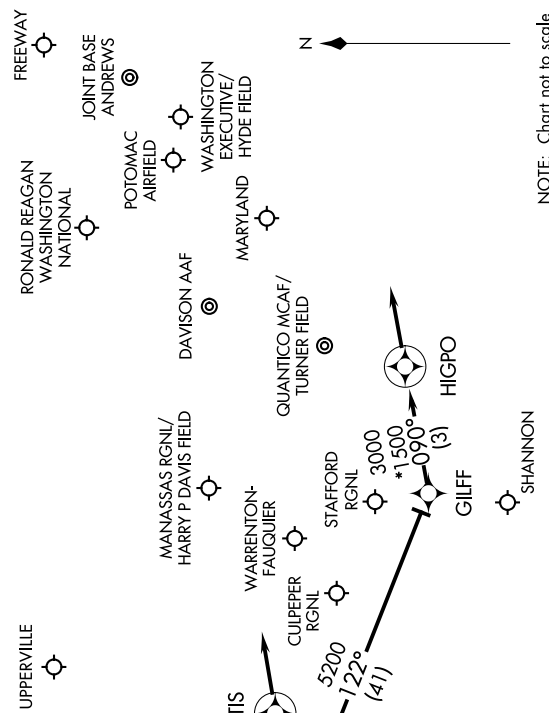 FREEWAY
JOINT BASE
ANDREWS
WASHINGTON
EXECUTIVE/
HYDE FIELD
POTOMAC
AIRFIELD
RONALD REAGAN
WASHINGTON
NATIONAL
MARYLAND
DAVISON AAF
QUANTICO MCAF/
TURNER FIELD
HIGPO
MANASSAS RGNL/
HARRY P DAVIS FIELD
WARRENTON-
FAUQUIER
STAFFORD
RGNL
3000
*1500
090°
(3)
GILFF
SHANNON
CULPEPER
RGNL
UPPERVILLE
TIS
5200
122°
(41)
N
NOTE: Chart not to scale